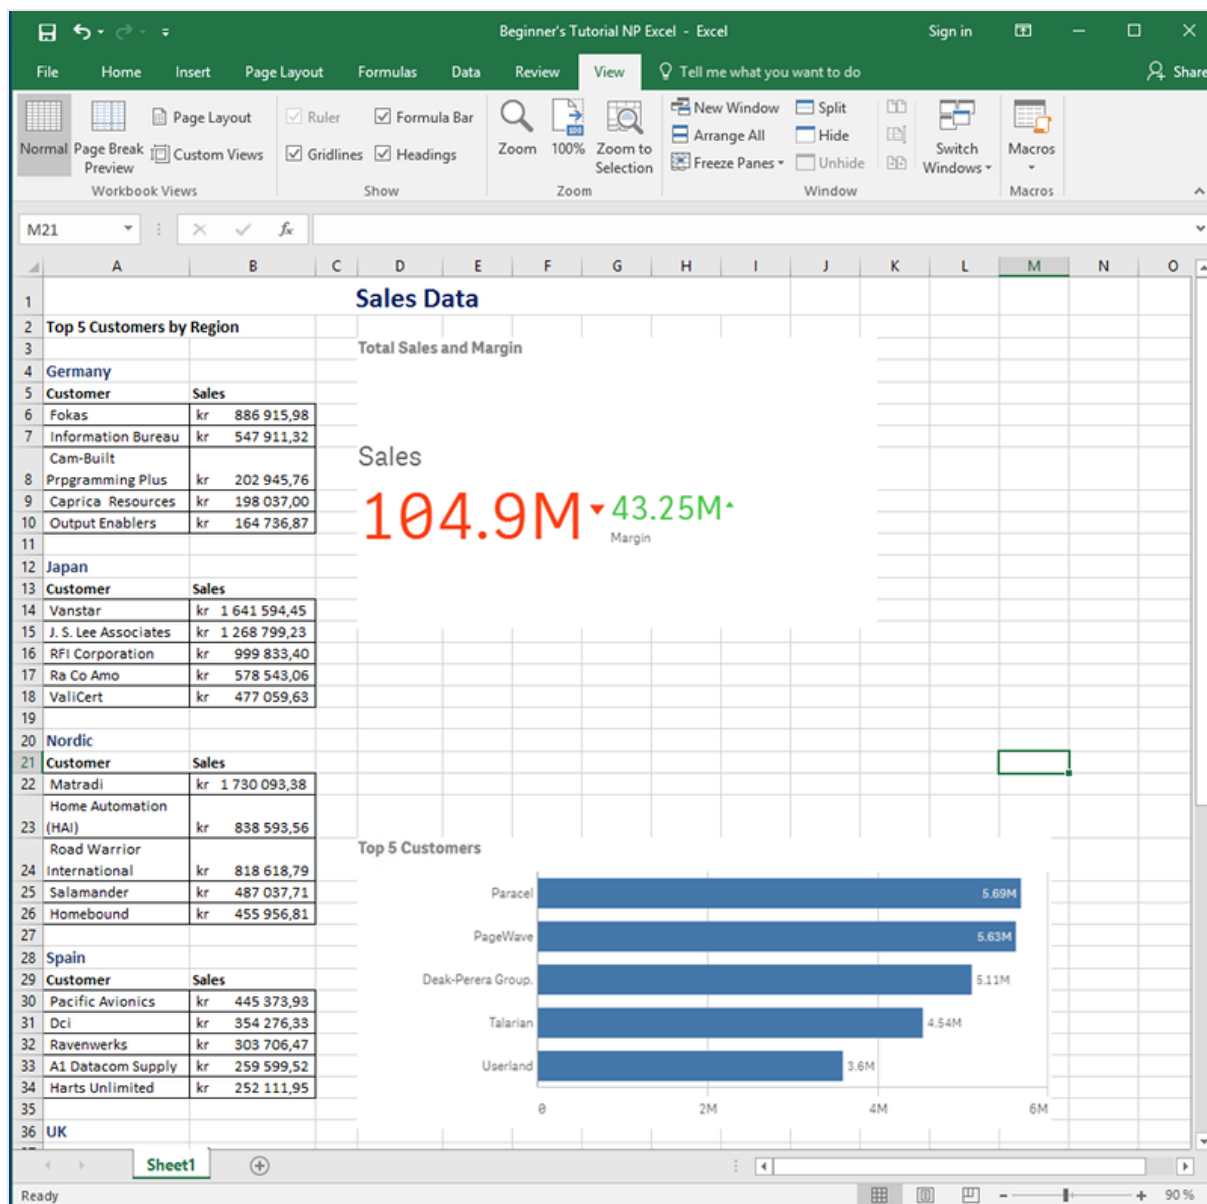 Beginner's Tutorial NP Excel - Excel
Sign in
File Home Insert Page Layout Formulas Data Review View Tell me what you want to do Share
Normal
Page Break
Preview
Page Layout
Custom Views
Workbook Views
Ruler
Formula Bar
Gridlines
Headings
Show
Zoom
100
100%
Zoom to
Selection
Zoom
New Window
Arrange All
Freeze Panes
Split
Hide
Unhide
Window
Switch
Windows
Macros
Macros
M21
fx
A B C D E F G H I J K L M N O
1 Sales Data
2 Top 5 Customers by Region
3
4 Germany
5 Customer Sales
6 Fokas kr 886 915,98
7 Information Bureau kr 547 911,32
Cam-Built
8 Prpgramming Plus kr 202 945,76
9 Caprica Resources kr 198 037,00
10 Output Enablers kr 164 736,87
11
12 Japan
13 Customer Sales
14 Vanstar kr 1 641 594,45
15 J. S. Lee Associates kr 1 268 799,23
16 RFI Corporation kr 999 833,40
17 Ra Co Amo kr 578 543,06
18 ValiCert kr 477 059,63
19
20 Nordic
21 Customer Sales
22 Matradi kr 1 730 093,38
Home Automation
23 (HAI) kr 838 593,56
Road Warrior
24 International kr 818 618,79
25 Salamander kr 487 037,71
26 Homebound kr 455 956,81
27
28 Spain
29 Customer Sales
30 Pacific Avionics kr 445 373,93
31 Dci kr 354 276,33
32 Ravenwerks kr 303 706,47
33 A1 Datacom Supply kr 259 599,52
34 Harts Unlimited kr 252 111,95
35
36 UK
Total Sales and Margin
Sales
104.9M 43.25M
Margin
Top 5 Customers
Paracel 5.69M
PageWave 5.63M
Deak-Perera Group. 5.11M
Talarian 4.54M
Userland 3.6M
0 2M 4M 6M
Sheet1
Ready
90 %